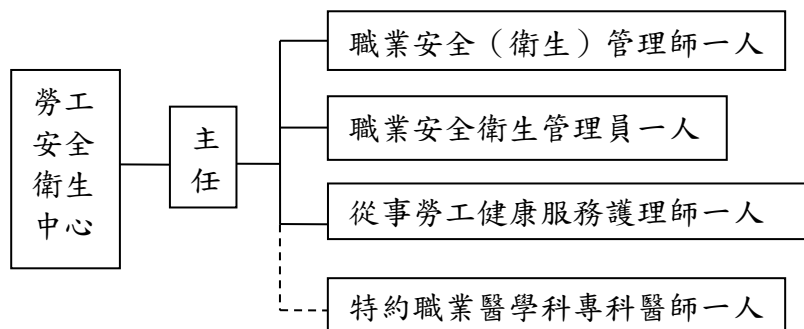 勞工
安全
衛生
中心
主
任
職業安全（衛生）管理師一人
職業安全衛生管理員一人
從事勞工健康服務護理師一人
特約職業醫學科專科醫師一人